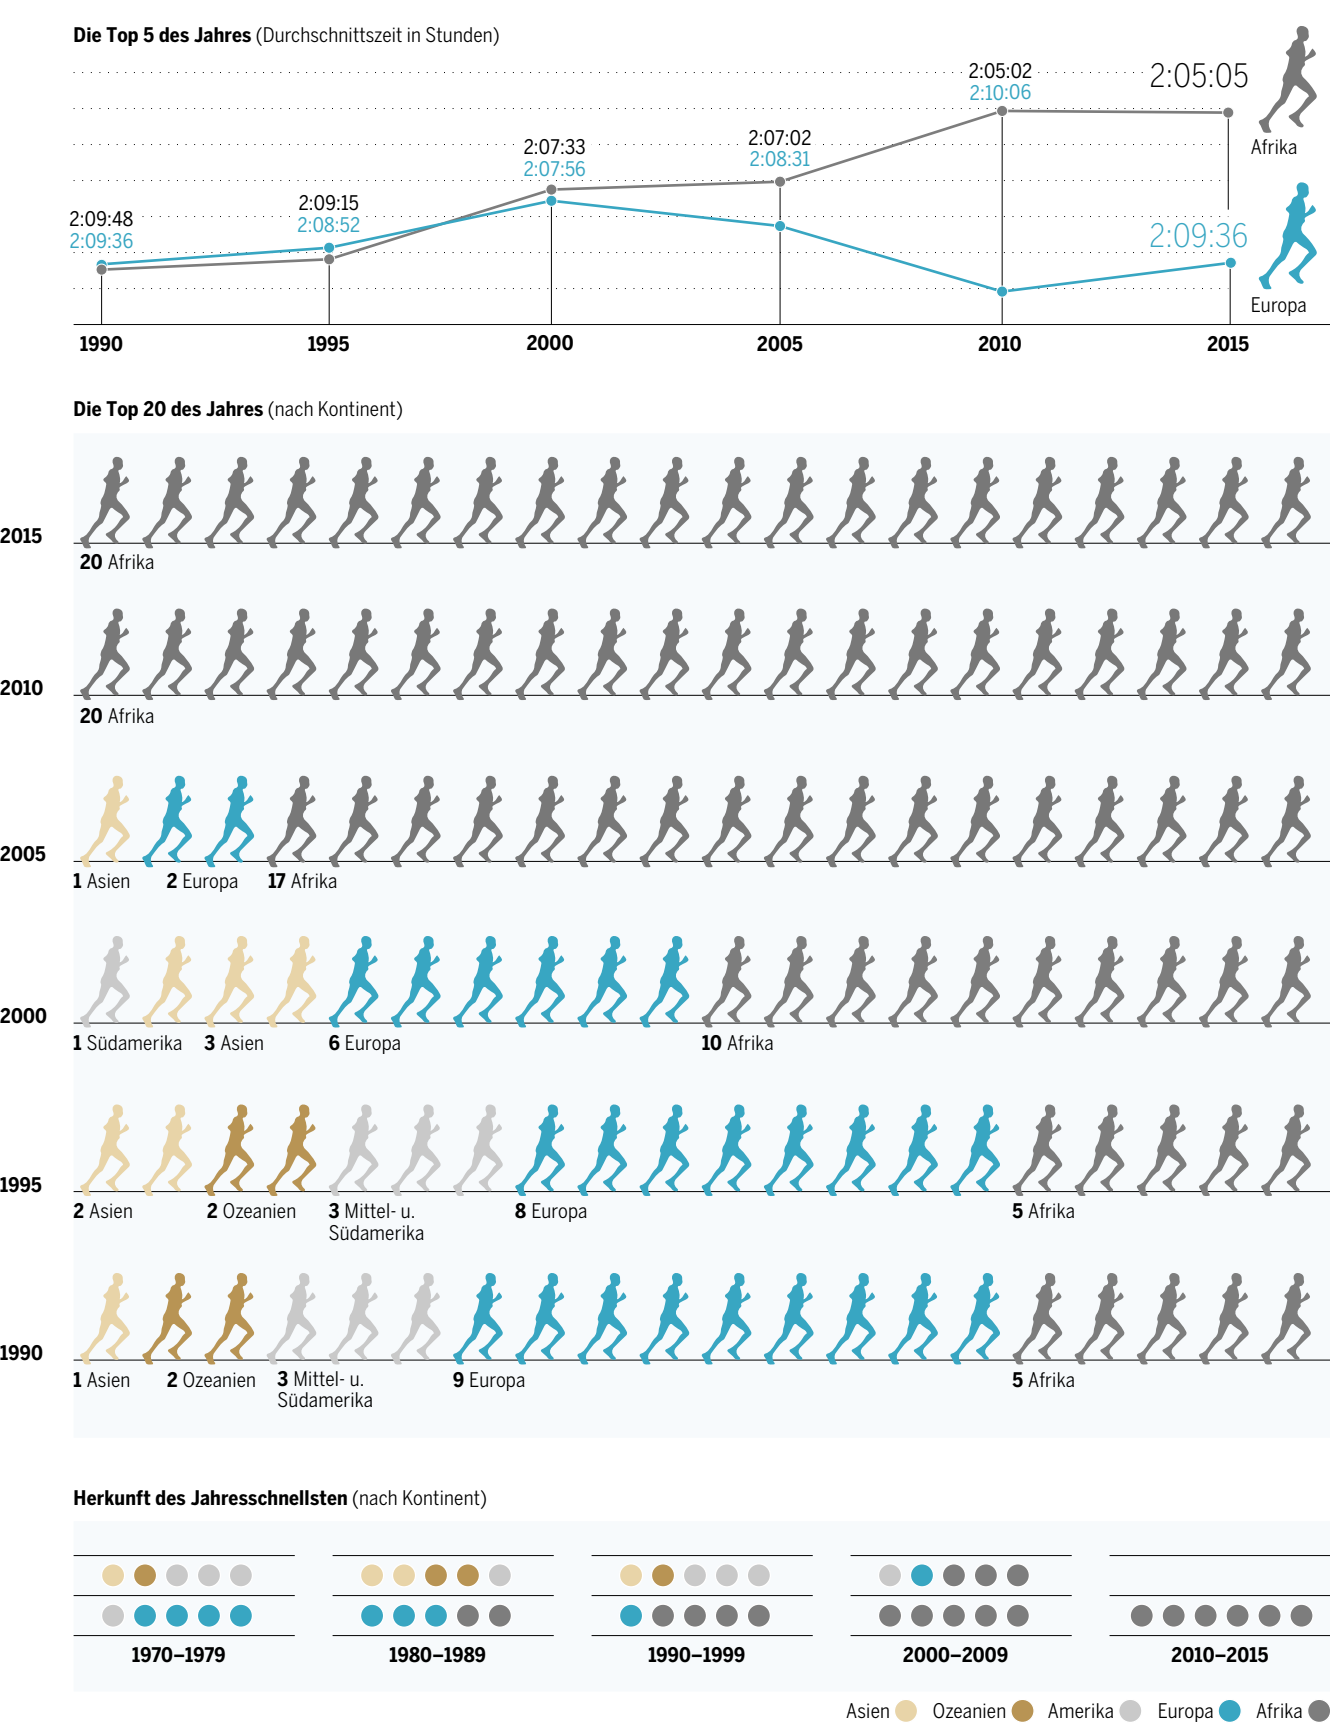 Die Top 5 des Jahres (Durchschnittszeit in Stunden)
2:05:02
2:10:06
2:05:05
2:07:33
2:07:56
2:07:02
2:08:31
Afrika
2:09:15
2:08:52
2:09:48
2:09:36
2:09:36
Europa
1990 1995 2000 2005 2010 2015
Die Top 20 des Jahres (nach Kontinent)
2015
20 Afrika
2010
20 Afrika
2005
1 Asien 2 Europa 17 Afrika
2000
1 Südamerika 3 Asien 6 Europa 10 Afrika
1995
2 Asien 2 Ozeanien 3 Mittel- u. Südamerika 8 Europa 5 Afrika
1990
1 Asien 2 Ozeanien 3 Mittel- u. Südamerika 9 Europa 5 Afrika
Herkunft des Jahresschnellsten (nach Kontinent)
1970–1979 1980–1989 1990–1999 2000–2009 2010–2015
Asien Ozeanien Amerika Europa Afrika